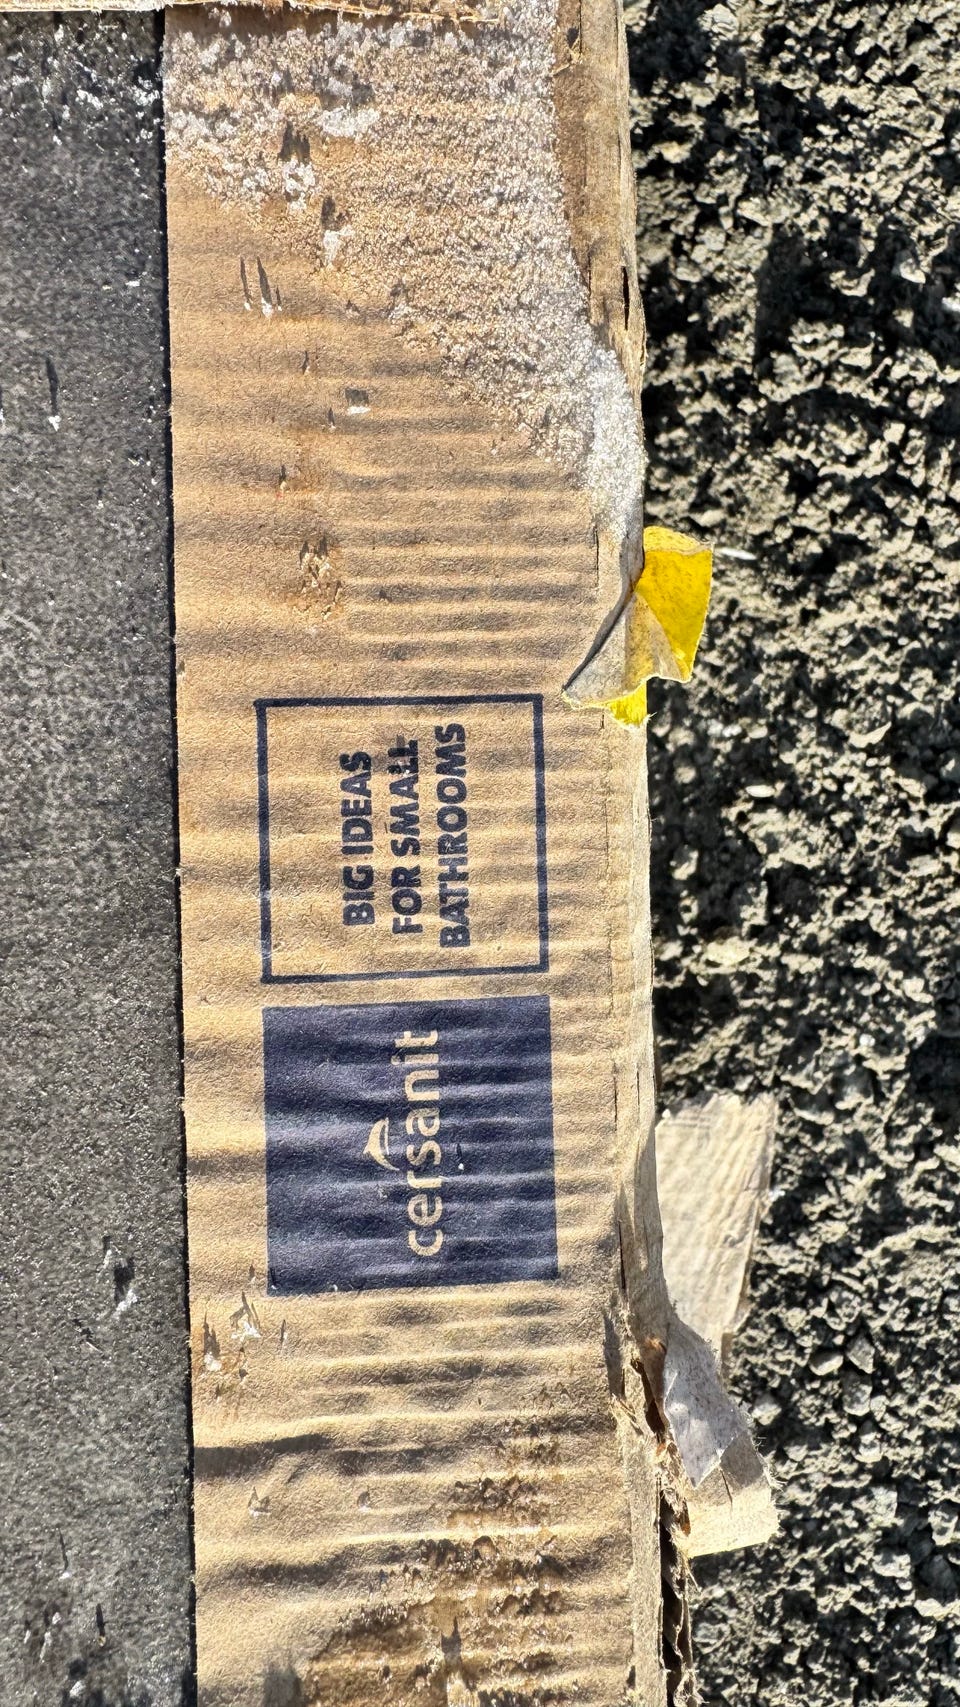 cersanit
BIG IDEAS
FOR SMALL
BATHROOMS